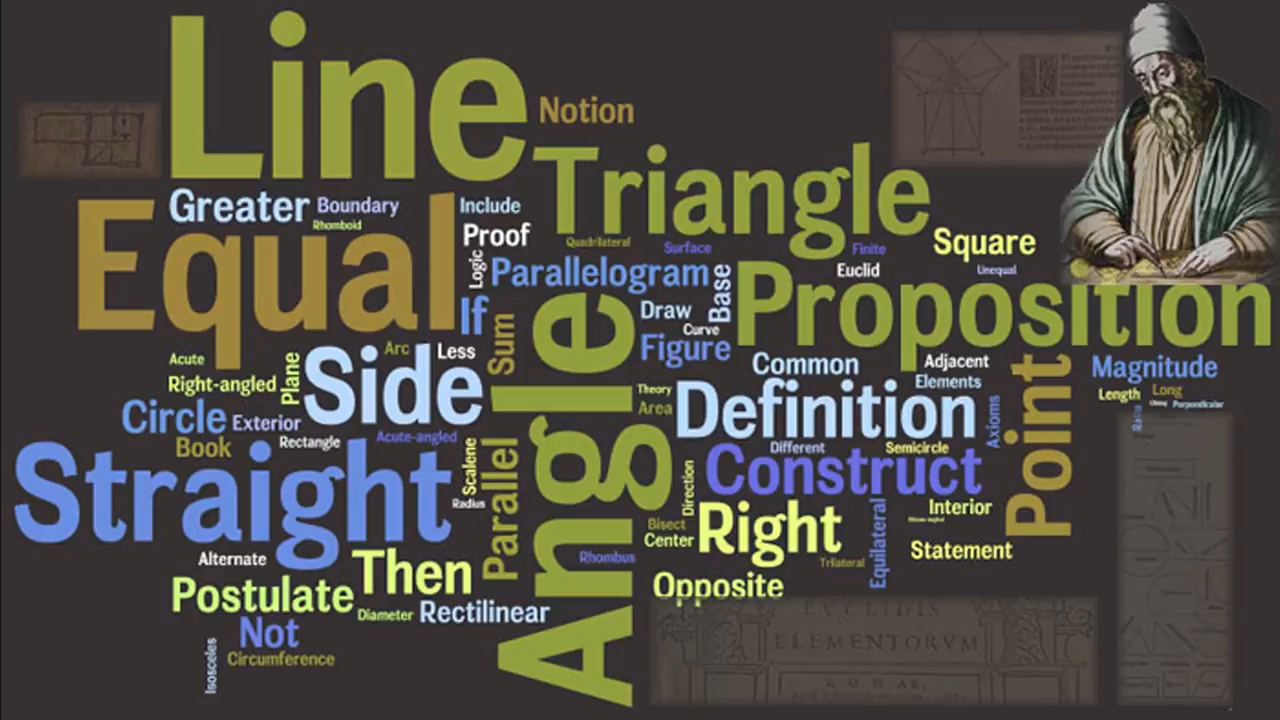 Line
Notion
Triangle
Greater
Boundary
Include
Rhomboid
Equal
Proof
Quadrilateral
Surface
Finite
Square
Logic
Parallelogram
Base
Euclid
Unequal
Proposition
If
Draw
Curve
Sum
Figure
Angle
Acute
Arc
Less
Common
Adjacent
Magnitude
Right-angled
Plane
Side
Theory
Elements
Length
Long
Perpendicular
Circle
Exterior
Area
Definition
Axioms
Point
Book
Rectangle
Acute-angled
Different
Semicircle
Straight
Scalene
Radius
Parallel
Direction
Construct
Interior
Bisect
Center
Right
Equilateral
Statement
Alternate
Then
Rhombus
Trilateral
Postulate
Diameter
Rectilinear
Opposite
Not
Circumference
Isosceles
EVCLIDIS
ELEMENTORVM
ROMAE,